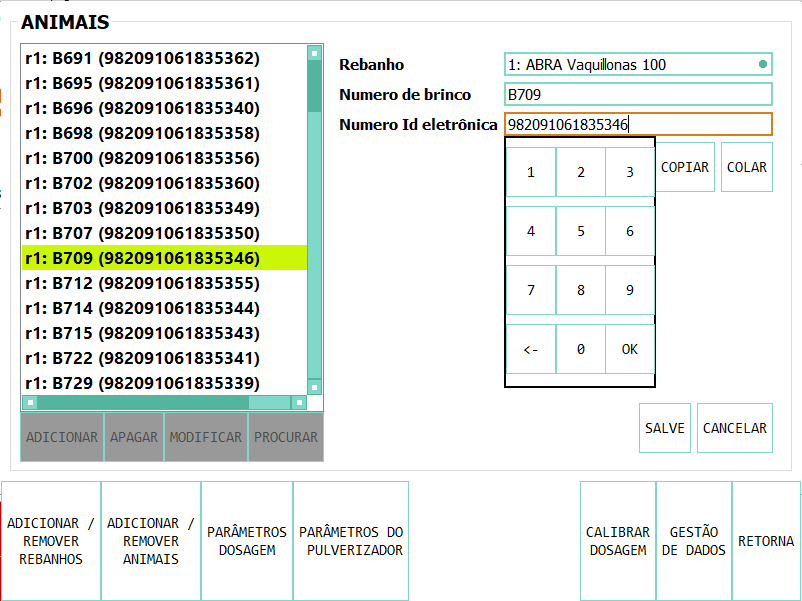 ANIMAIS
r1: B691 (982091061835362)
r1: B695 (982091061835361)
r1: B696 (982091061835340)
r1: B698 (982091061835358)
r1: B700 (982091061835356)
r1: B702 (982091061835360)
r1: B703 (982091061835349)
r1: B707 (982091061835350)
r1: B709 (982091061835346)
r1: B712 (982091061835355)
r1: B714 (982091061835344)
r1: B715 (982091061835343)
r1: B722 (982091061835341)
r1: B729 (982091061835339)
ADICIONAR APAGAR MODIFICAR PROCURAR
Rebanho 1: ABRA Vaquillonas 100
Numero de brinco B709
Numero Id eletrônica 982091061835346
1 2 3
4 5 6
7 8 9
<- 0 OK
COPIAR COLAR
SALVE CANCELAR
ADICIONAR /
REMOVER
REBANHOS
ADICIONAR /
REMOVER
ANIMAIS
PARÂMETROS
DOSAGEM
PARÂMETROS DO
PULVERIZADOR
CALIBRAR
DOSAGEM
GESTÃO
DE DADOS
RETORNA